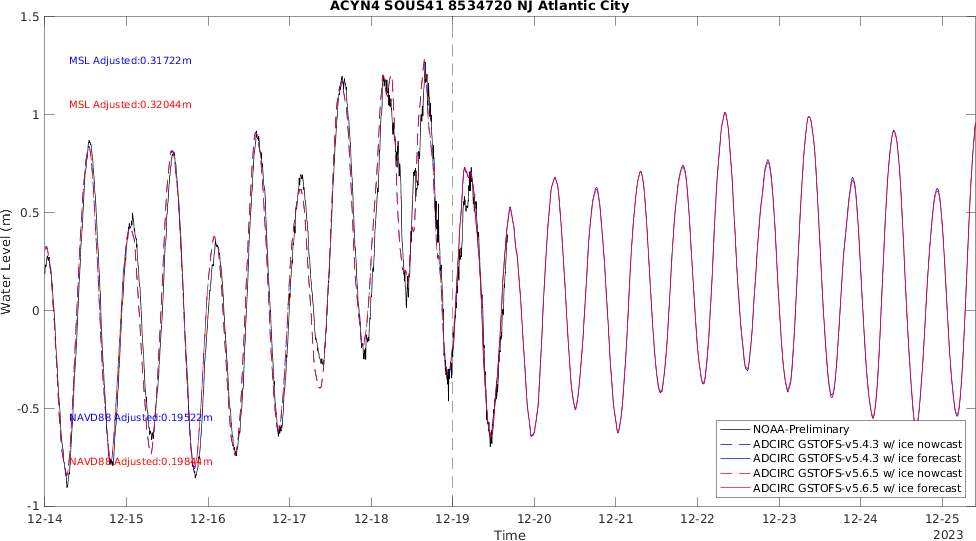 ACYN4 SOUS41 8534720 NJ Atlantic City
1.5
MSL Adjusted:0.31722m
MSL Adjusted:0.32044m
1
0.5
Water Level (m)
0
-0.5
NAVD88 Adjusted:0.19522m
NAVD88 Adjusted:0.19844m
-1
NOAA-Preliminary
ADCIRC GSTOFS-v5.4.3 w/ ice nowcast
ADCIRC GSTOFS-v5.4.3 w/ ice forecast
ADCIRC GSTOFS-v5.6.5 w/ ice nowcast
ADCIRC GSTOFS-v5.6.5 w/ ice forecast
12-14 12-15 12-16 12-17 12-18 12-19 12-20 12-21 12-22 12-23 12-24 12-25
Time
2023